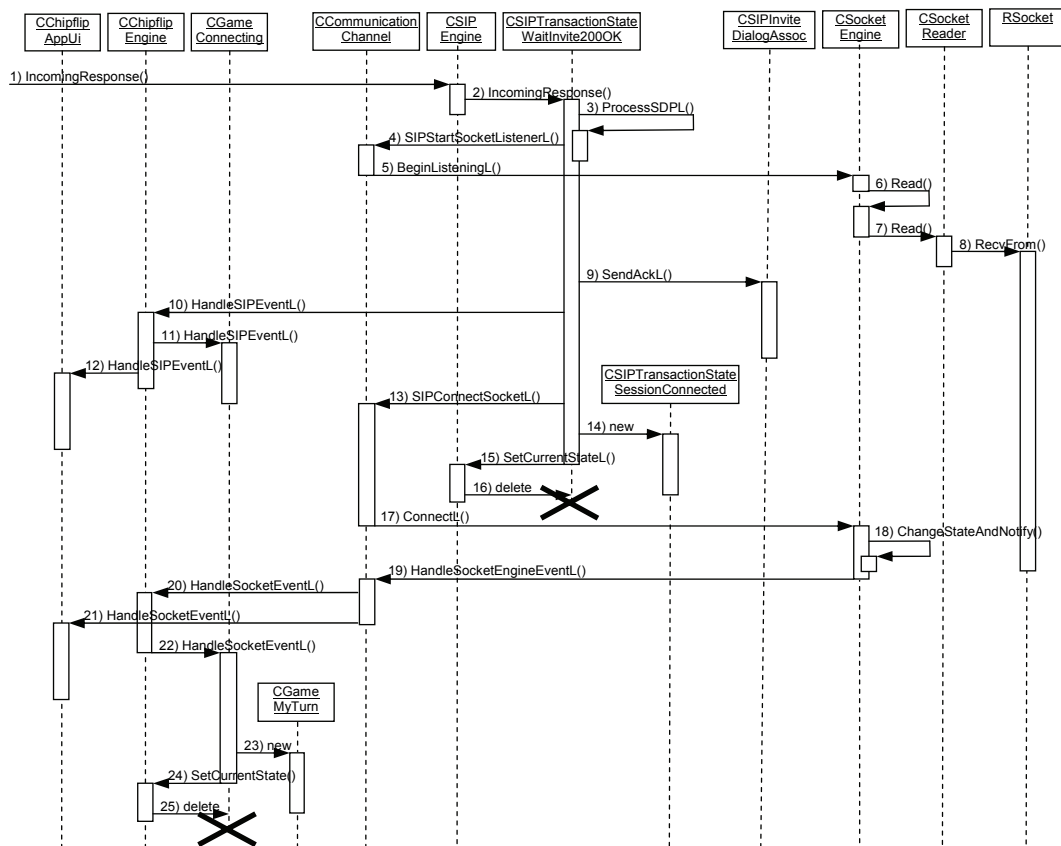 CChipflip
AppUi
CChipflip
Engine
CGame
Connecting
CCommunication
Channel
CSIP
Engine
CSIPTransactionState
WaitInvite200OK
CSIPInvite
DialogAssoc
CSocket
Engine
CSocket
Reader
RSocket
1) IncomingResponse()
2) IncomingResponse()
3) ProcessSDPL()
4) SIPStartSocketListenerL()
5) BeginListeningL()
6) Read()
7) Read()
8) RecvFrom()
9) SendAckL()
10) HandleSIPEventL()
11) HandleSIPEventL()
12) HandleSIPEventL()
CSIPTransactionState
SessionConnected
13) SIPConnectSocketL()
14) new
15) SetCurrentStateL()
16) delete
17) ConnectL()
18) ChangeStateAndNotify()
19) HandleSocketEngineEventL()
20) HandleSocketEventL()
21) HandleSocketEventL()
22) HandleSocketEventL()
CGame
MyTurn
23) new
24) SetCurrentState()
25) delete